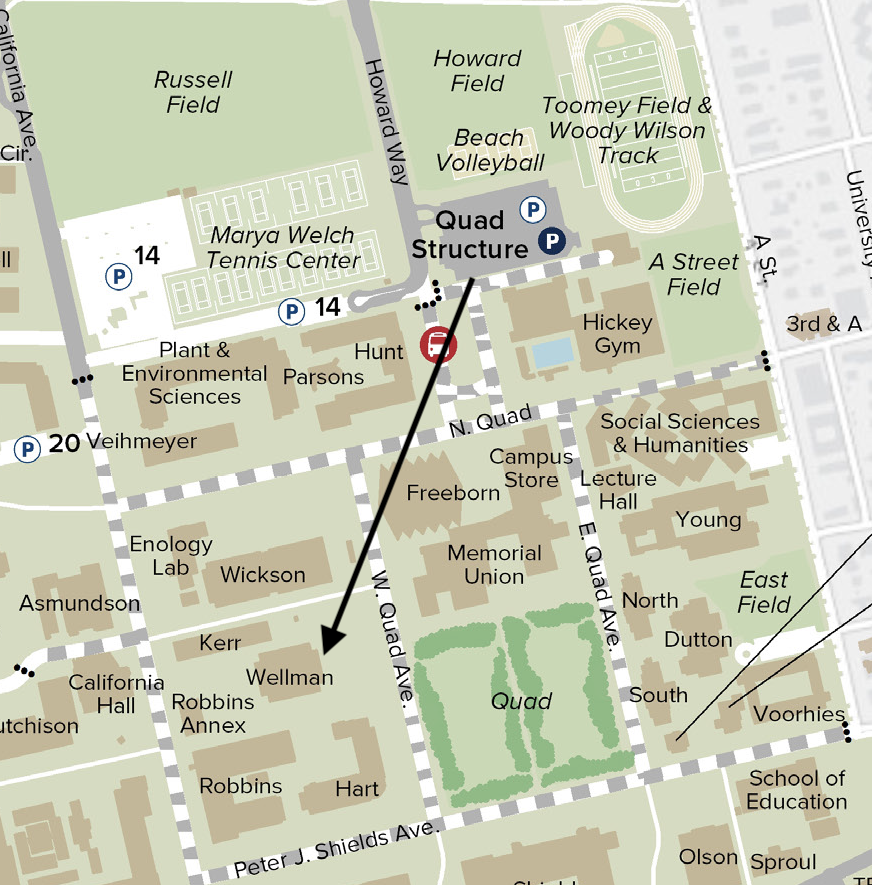 California Ave.
Russell
Field
Howard Way
Howard
Field
Toomey Field &
Woody Wilson
Track
Beach
Volleyball
Cir.
University
A St.
P
Quad
Structure
P
14
P
Marya Welch
Tennis Center
A Street
Field
P 14
3rd & A
Hickey
Gym
Plant &
Environmental
Sciences
Hunt
Parsons
N. Quad
P 20 Veihmeyer
Social Sciences
& Humanities
Campus
Store
Freeborn
Lecture
Hall
Young
Enology
Lab
Wickson
Memorial
Union
E. Quad Ave.
W. Quad Ave.
East
Field
Asmundson
North
Kerr
Dutton
Wellman
California
Hall
Robbins
Annex
Quad
South
Voorhies
utchison
Robbins
Hart
School of
Education
Peter J. Shields Ave.
Olson
Sproul